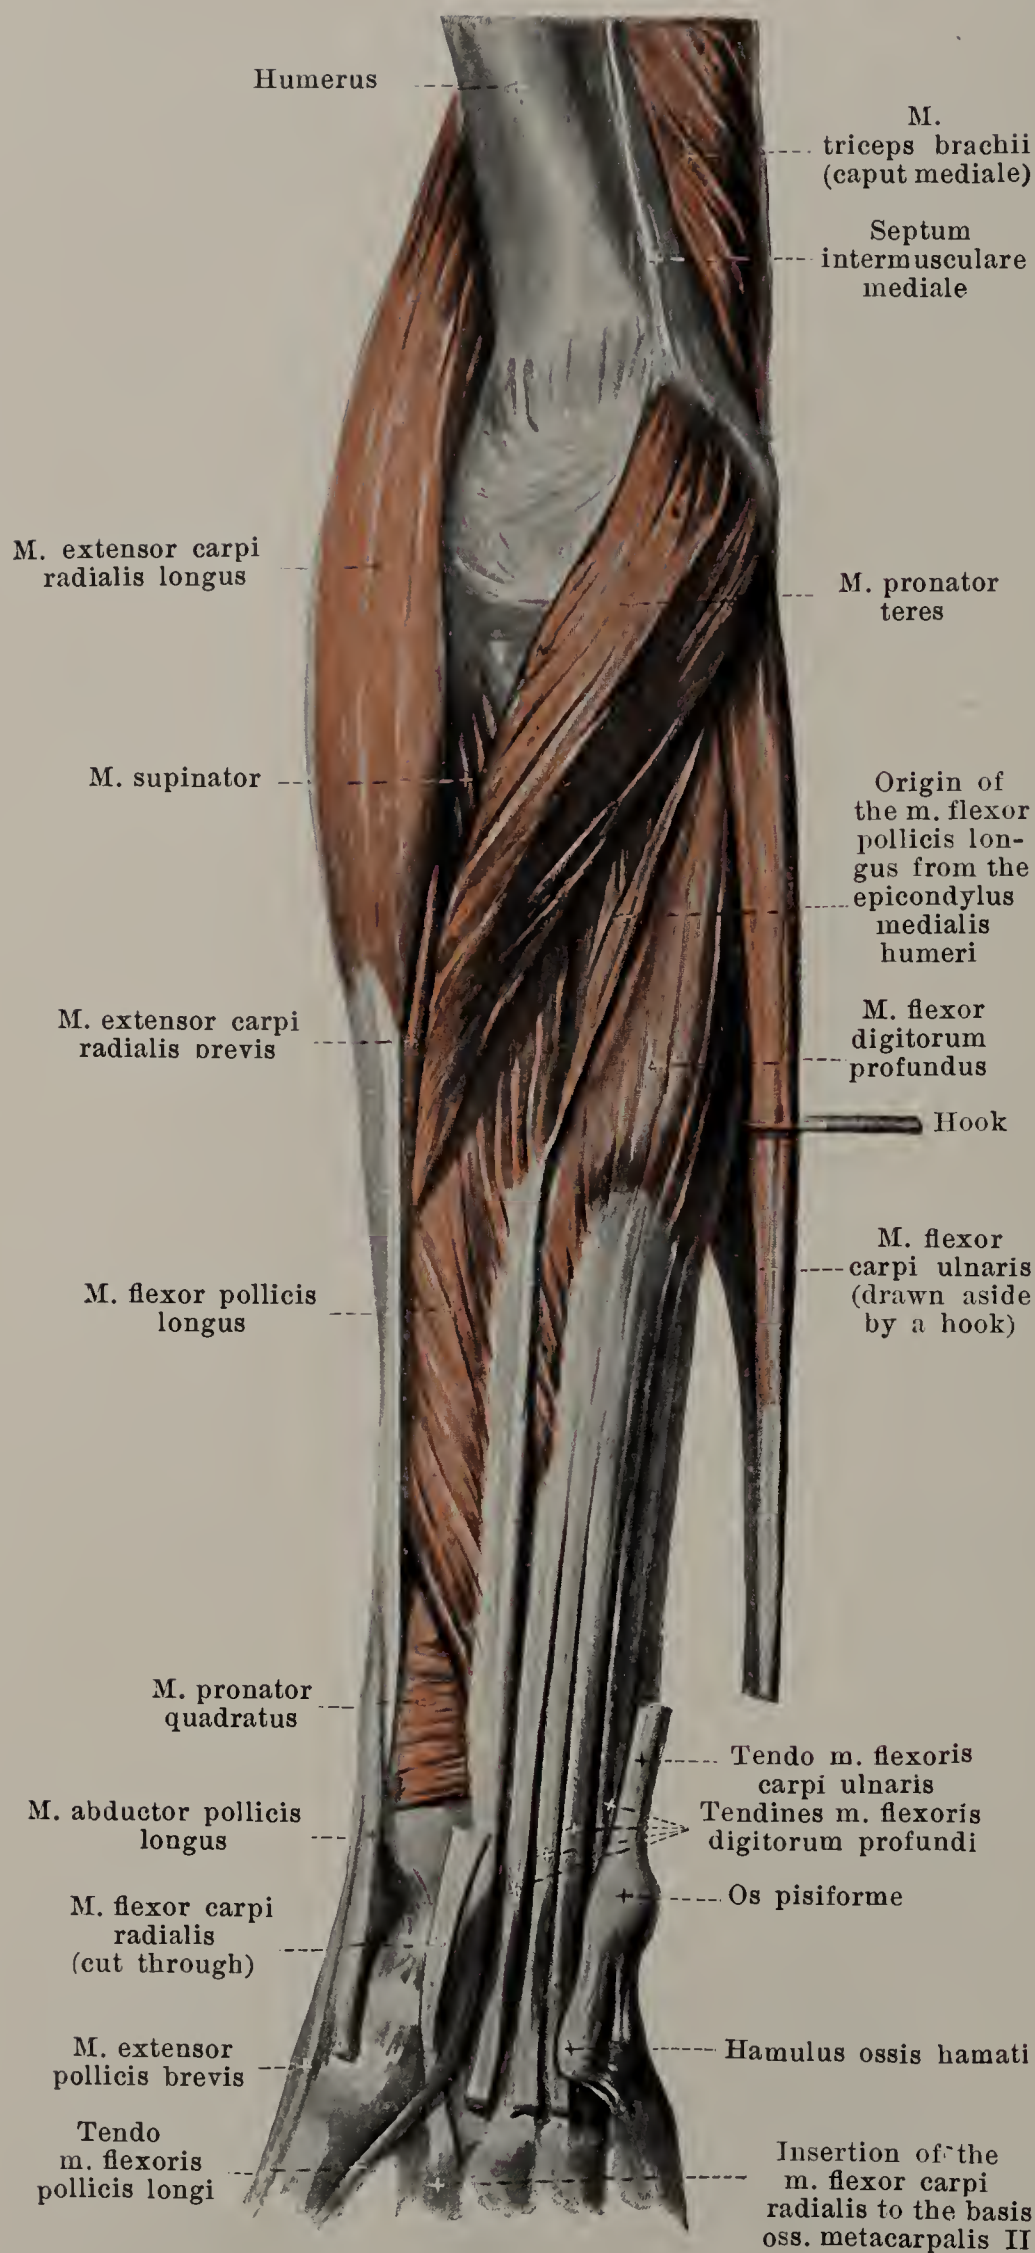 Humerus
M.
triceps brachii
(caput mediale)
Septum
intermusculare
mediale
M. extensor carpi
radialis longus
M. pronator
teres
M. supinator
Origin of
the m. flexor
pollicis lon-
gus from the
epicondylus
medialis
humeri
M. extensor carpi
radialis brevis
M. flexor
digitorum
profundus
Hook
M. flexor
carpi ulnaris
(drawn aside
by a hook)
M. flexor pollicis
longus
M. pronator
quadratus
Tendo m. flexoris
carpi ulnaris
Tendines m. flexoris
digitorum profundi
M. abductor pollicis
longus
Os pisiforme
M. flexor carpi
radialis
(cut through)
M. extensor
pollicis brevis
Hamulus ossis hamati
Tendo
m. flexoris
pollicis longi
Insertion of the
m. flexor carpi
radialis to the basis
oss. metacarpalis II